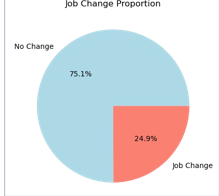 Job Change Proportion
No Change
75.1%
24.9%
Job Change